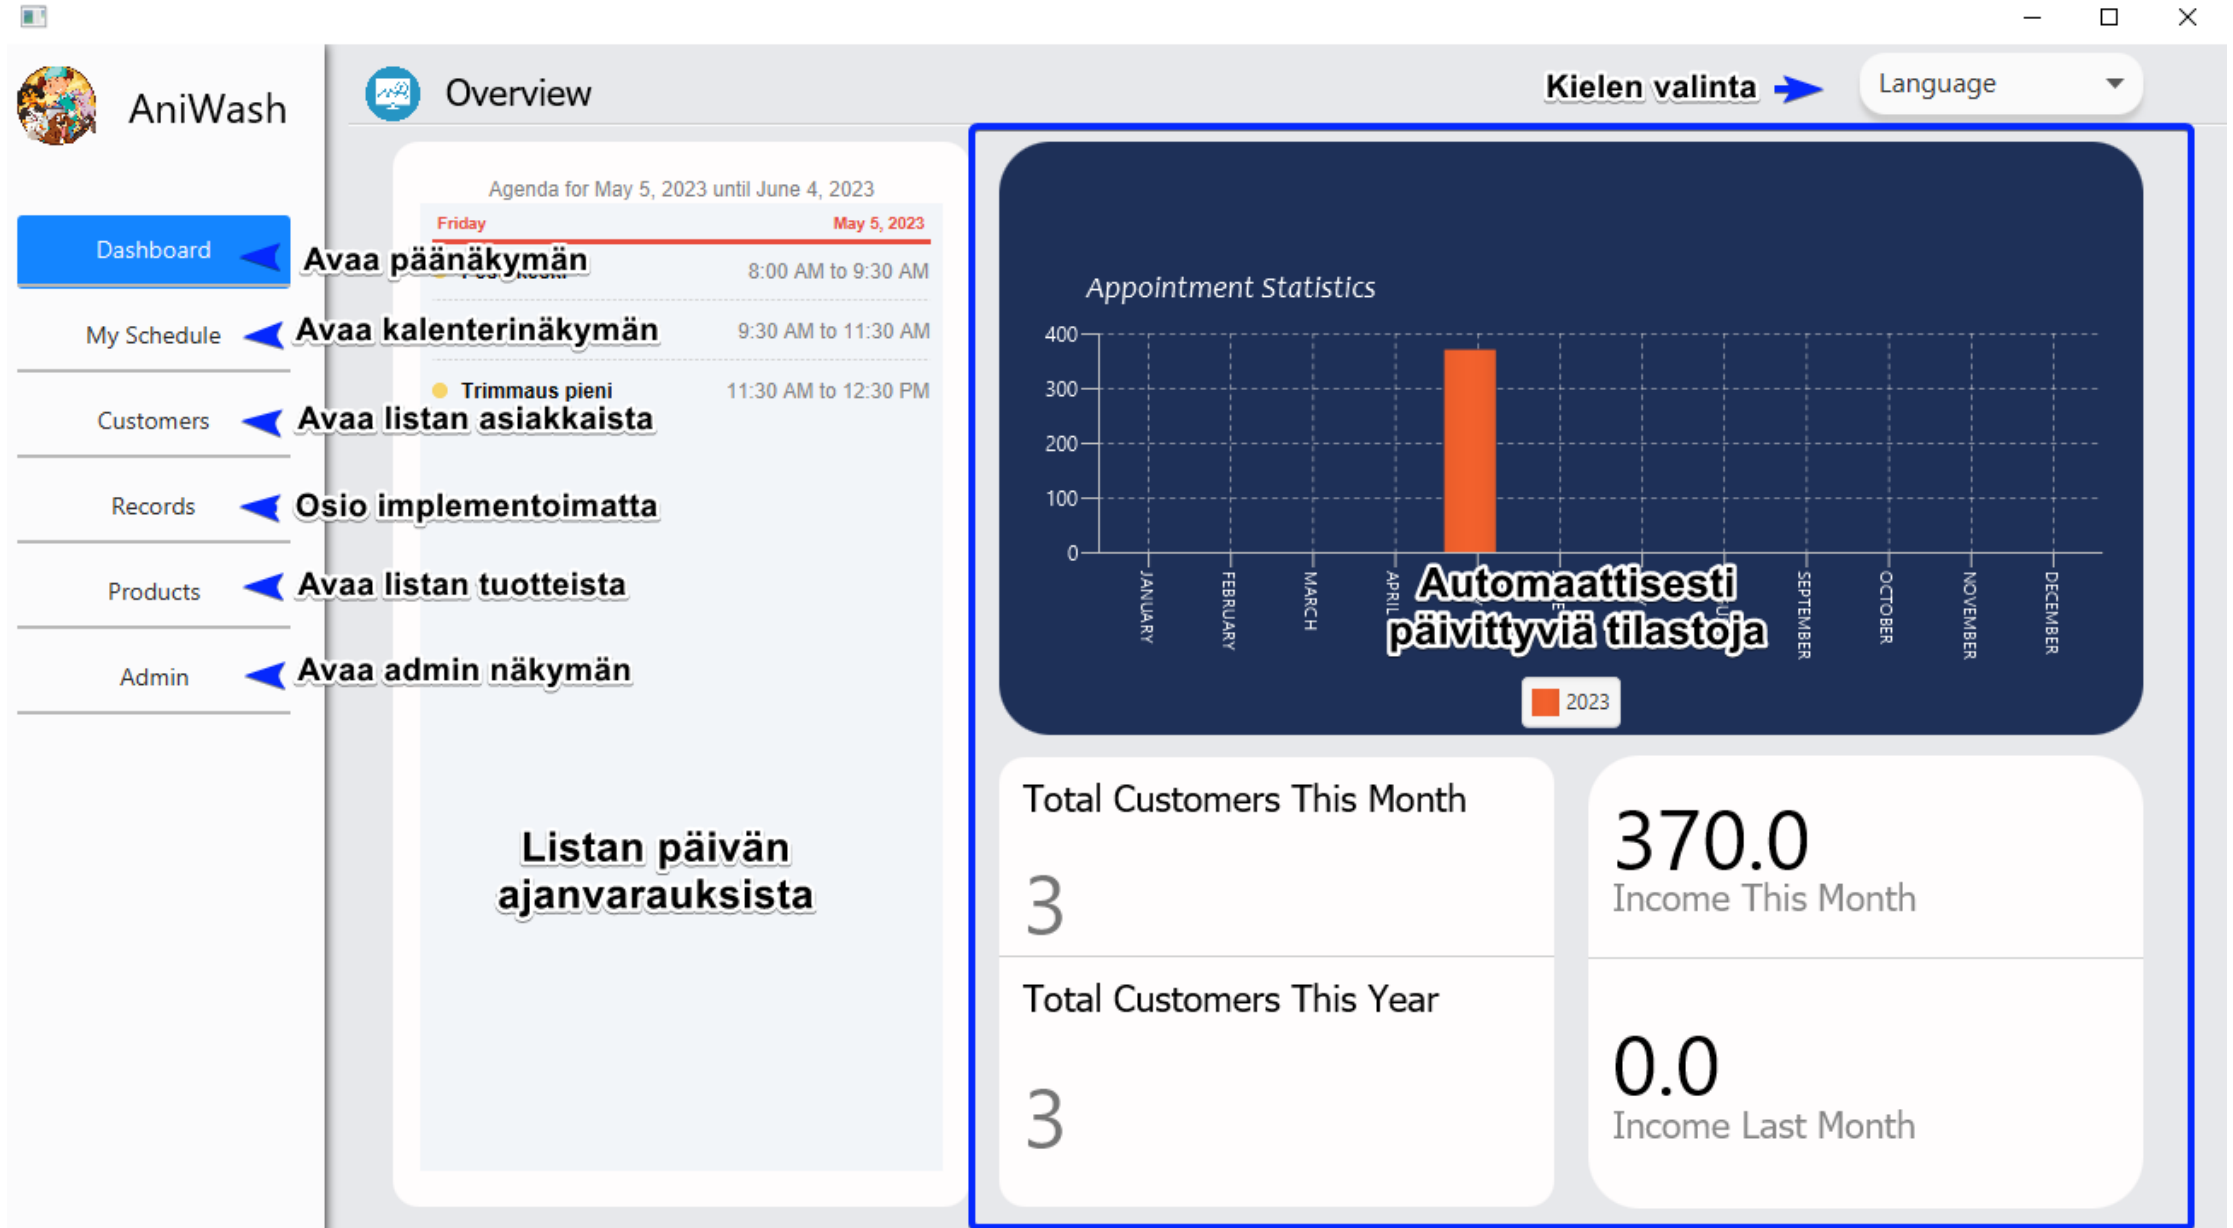 AniWash
Overview
Kielen valinta
Language
Dashboard
Avaa päänäkymän
My Schedule
Avaa kalenterinäkymän
Customers
Avaa listan asiakkaista
Records
Osio implementoimatta
Products
Avaa listan tuotteista
Admin
Avaa admin näkymän
Agenda for May 5, 2023 until June 4, 2023
Friday May 5, 2023
8:00 AM to 9:30 AM
9:30 AM to 11:30 AM
Trimmaus pieni 11:30 AM to 12:30 PM
Listan päivän
ajanvarauksista
Appointment Statistics
400
300
200
100
0
JANUARY
FEBRUARY
MARCH
APRIL
SEPTEMBER
OCTOBER
NOVEMBER
DECEMBER
Automaattisesti
päivittyviä tilastoja
2023
Total Customers This Month
3
Total Customers This Year
3
370.0
Income This Month
0.0
Income Last Month